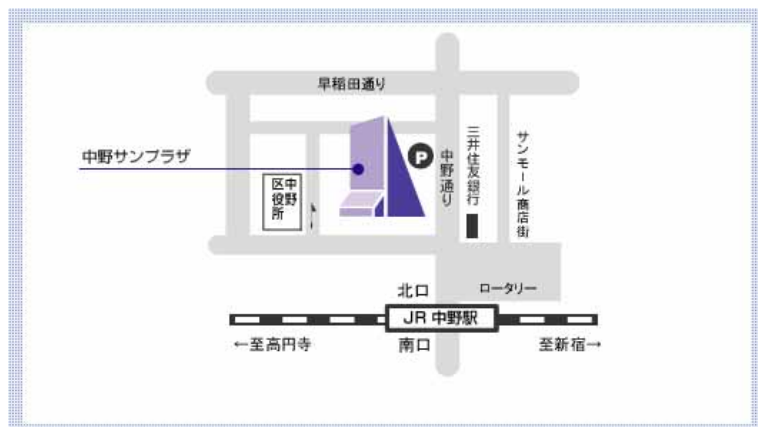 早稲田通り
中野サンプラザ
P
中野
区役所
中野通り
三井住友銀行
サンモール商店街
北口
ロータリー
JR 中野駅
←至高円寺
南口
至新宿→